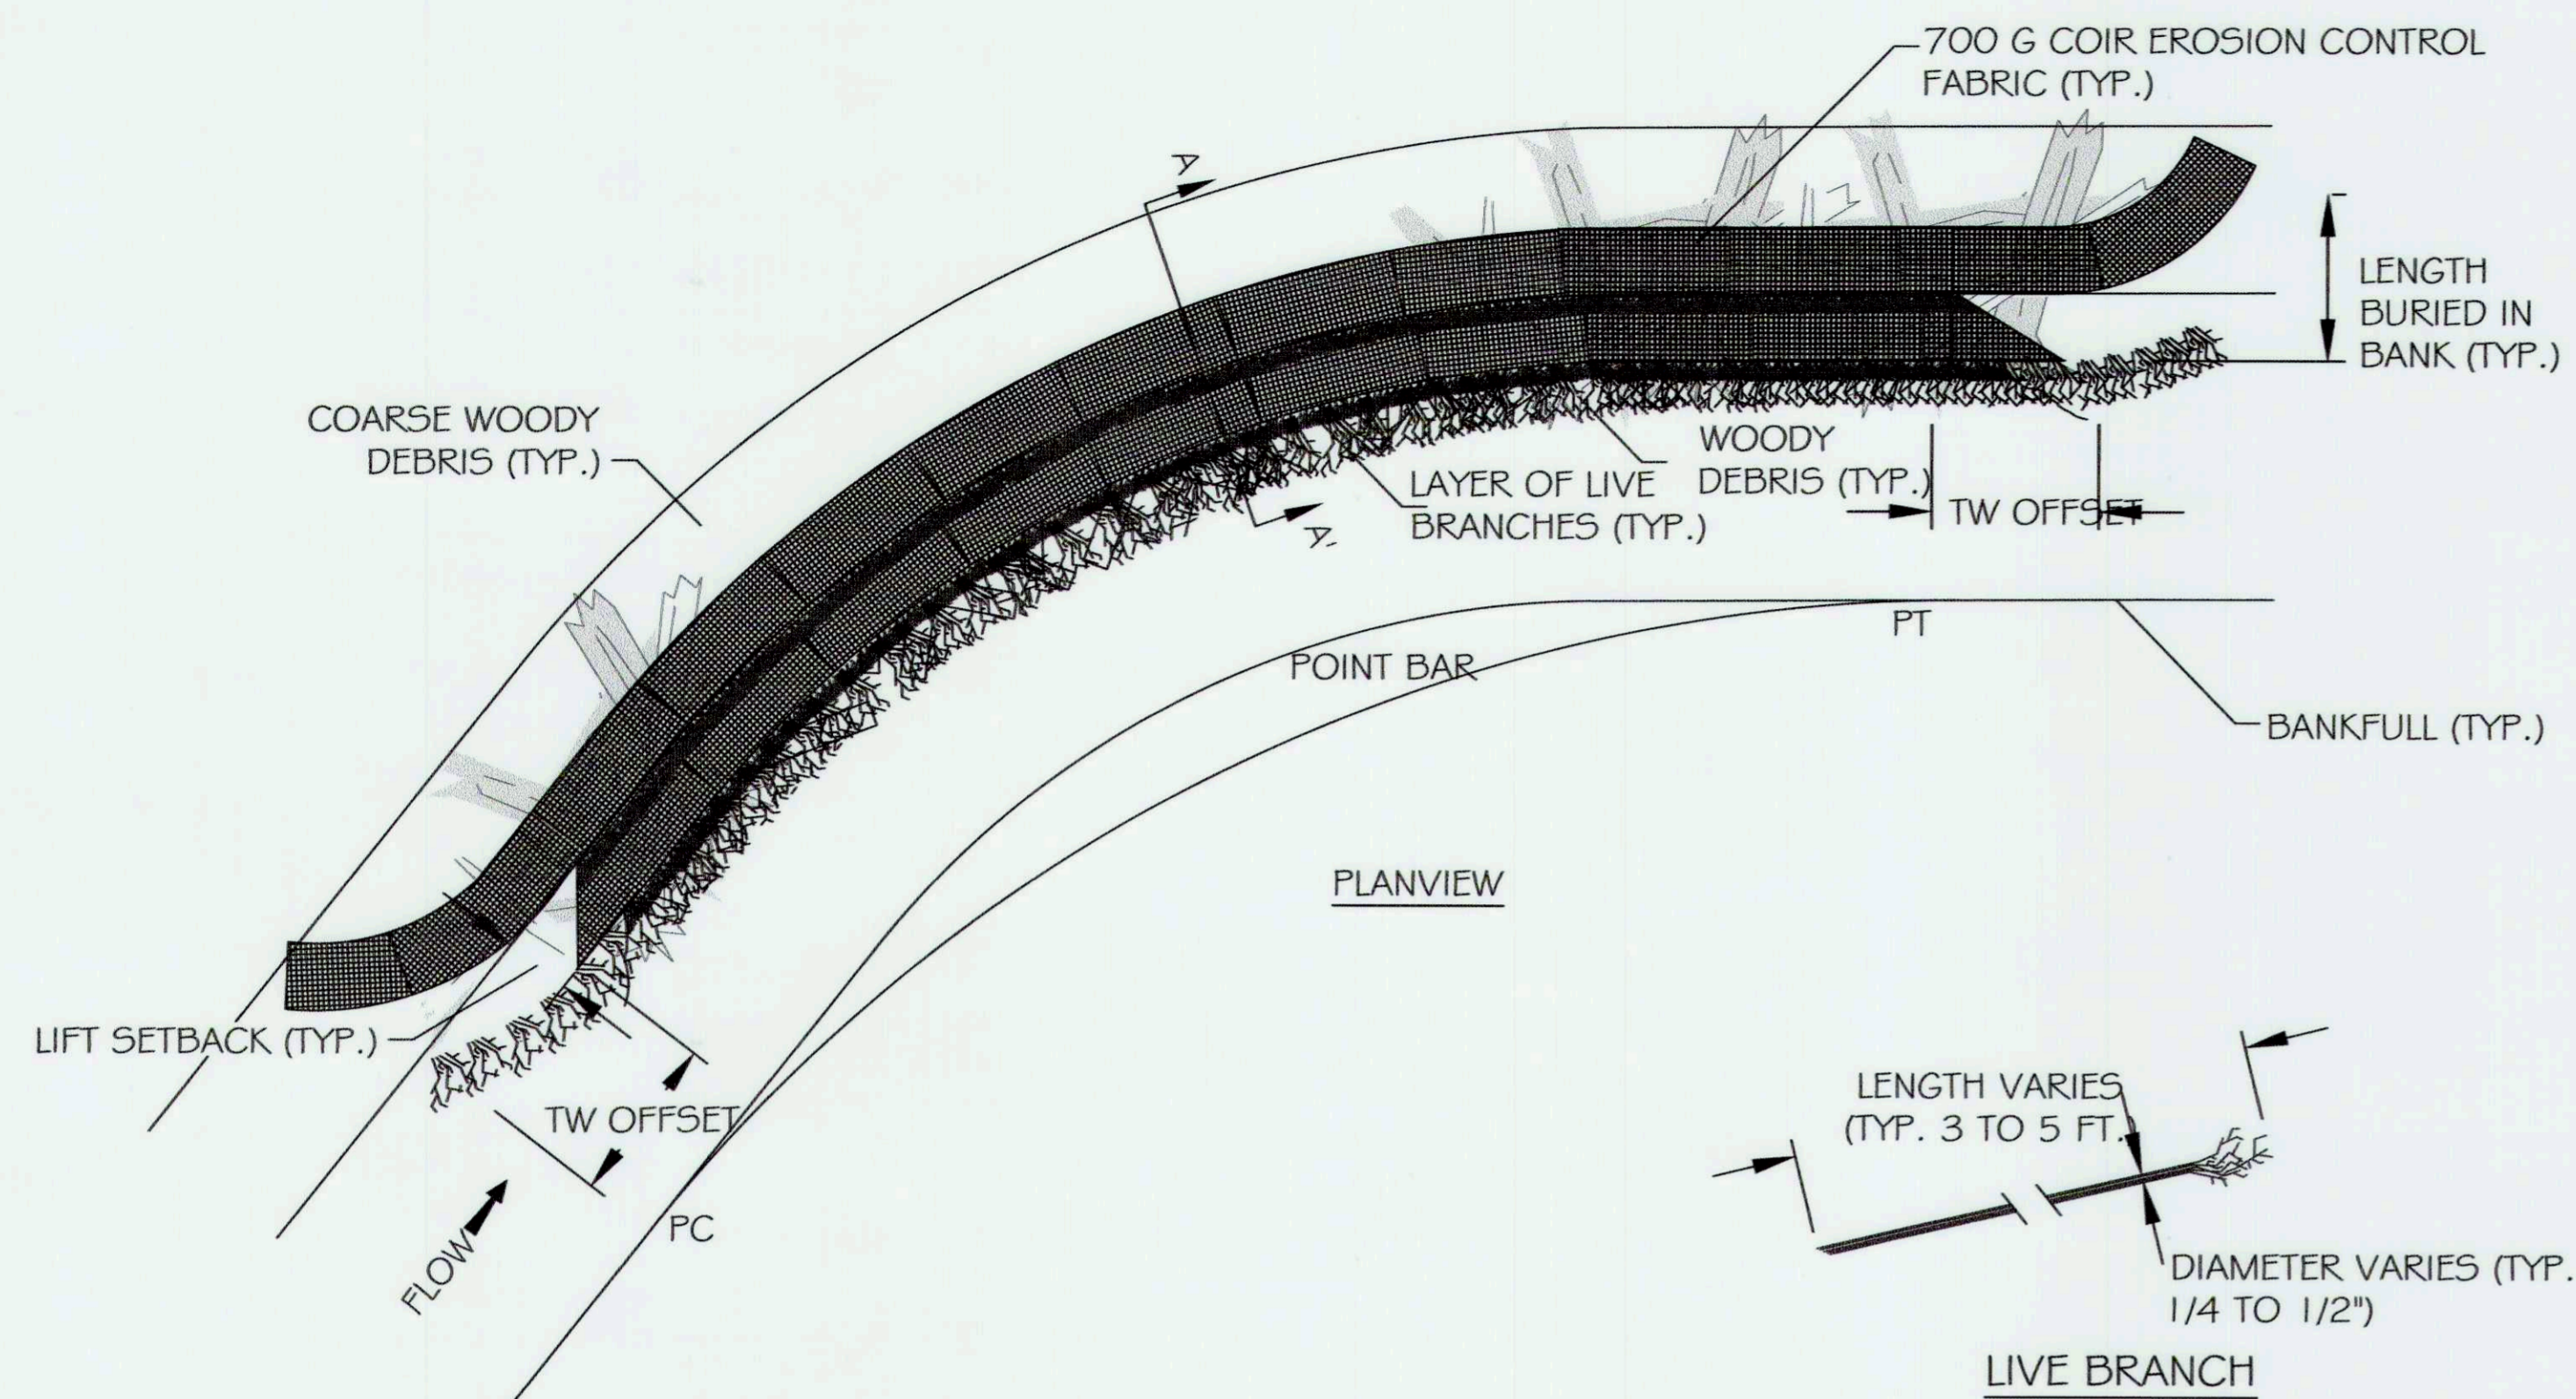 700 G COIR EROSION CONTROL
FABRIC (TYP.)
A
LENGTH
BURIED IN
BANK (TYP.)
COARSE WOODY
DEBRIS (TYP.)
WOODY
DEBRIS (TYP.)
LAYER OF LIVE
BRANCHES (TYP.)
TW OFFSET
A'
PT
POINT BAR
BANKFULL (TYP.)
PLANVIEW
LIFT SETBACK (TYP.)
TW OFFSET
FLOW
PC
LENGTH VARIES
(TYP. 3 TO 5 FT.)
DIAMETER VARIES (TYP.
1/4 TO 1/2")
LIVE BRANCH